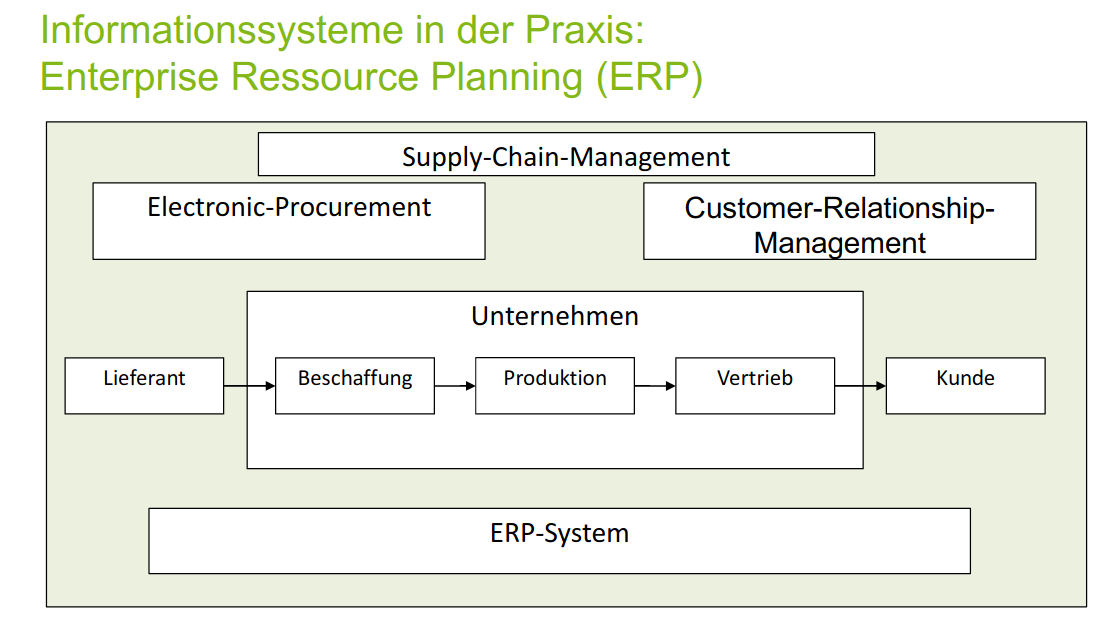 Informationssysteme in der Praxis:
Enterprise Ressource Planning (ERP)
Supply-Chain-Management
Electronic-Procurement
Customer-Relationship-
Management
Unternehmen
Lieferant
Beschaffung
Produktion
Vertrieb
Kunde
ERP-System